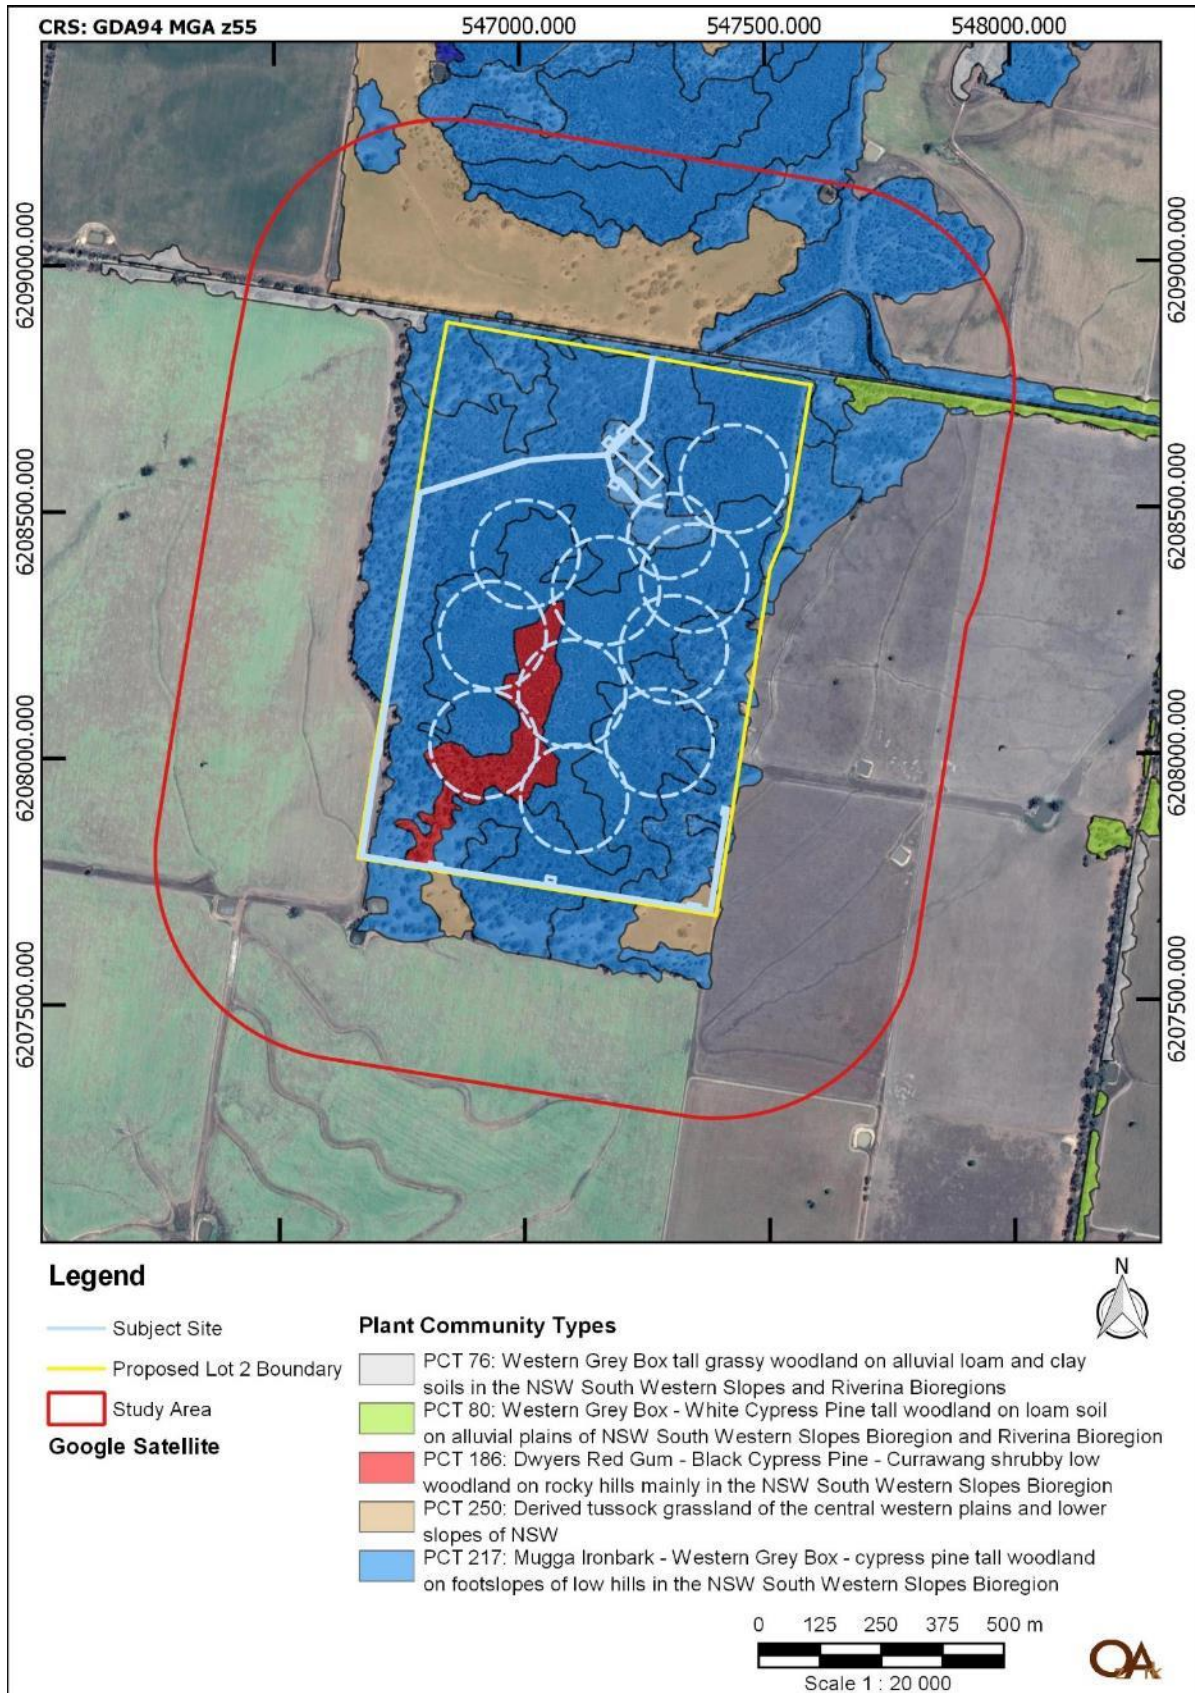 CRS: GDA94 MGA z55
547000.000 547500.000 548000.000
6209000.000 6209000.000
6208500.000 6208500.000
6208000.000 6208000.000
6207500.000 6207500.000
Legend
N
Subject Site
Proposed Lot 2 Boundary
Study Area
Google Satellite
Plant Community Types
PCT 76: Western Grey Box tall grassy woodland on alluvial loam and clay
soils in the NSW South Western Slopes and Riverina Bioregions
PCT 80: Western Grey Box - White Cypress Pine tall woodland on loam soil
on alluvial plains of NSW South Western Slopes Bioregion and Riverina Bioregion
PCT 186: Dwyers Red Gum - Black Cypress Pine - Currawang shrubby low
woodland on rocky hills mainly in the NSW South Western Slopes Bioregion
PCT 250: Derived tussock grassland of the central western plains and lower
slopes of NSW
PCT 217: Mugga Ironbark - Western Grey Box - cypress pine tall woodland
on footslopes of low hills in the NSW South Western Slopes Bioregion
0 125 250 375 500 m
Scale 1 : 20 000